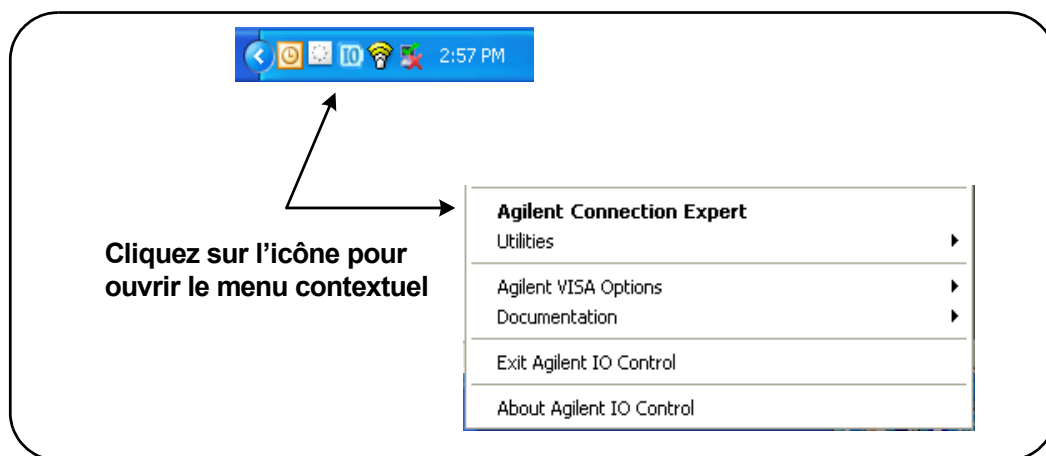 IO 2:57 PM
Cliquez sur l'icône pour
ouvrir le menu contextuel
Agilent Connection Expert
Utilities
Agilent VISA Options
Documentation
Exit Agilent IO Control
About Agilent IO Control